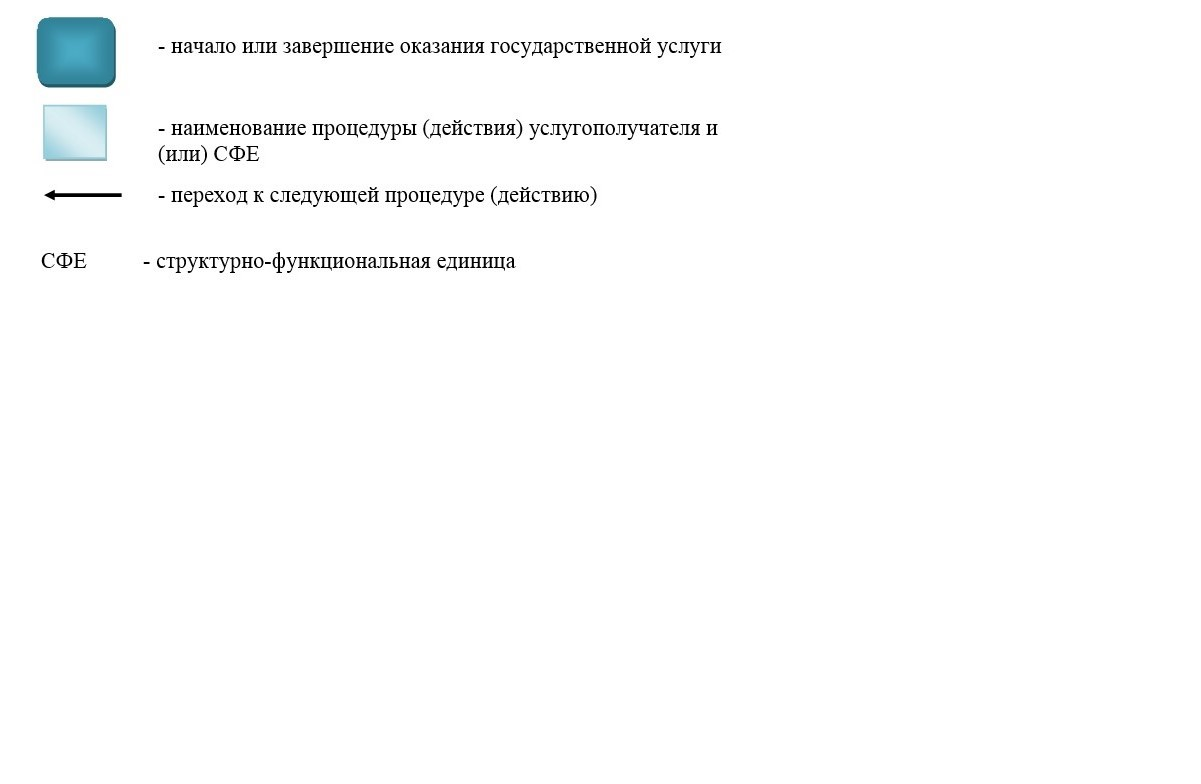 - начало или завершение оказания государственной услуги
- наименование процедуры (действия) услугополучателя и
(или) СФЕ
- переход к следующей процедуре (действию)
СФЕ - структурно-функциональная единица